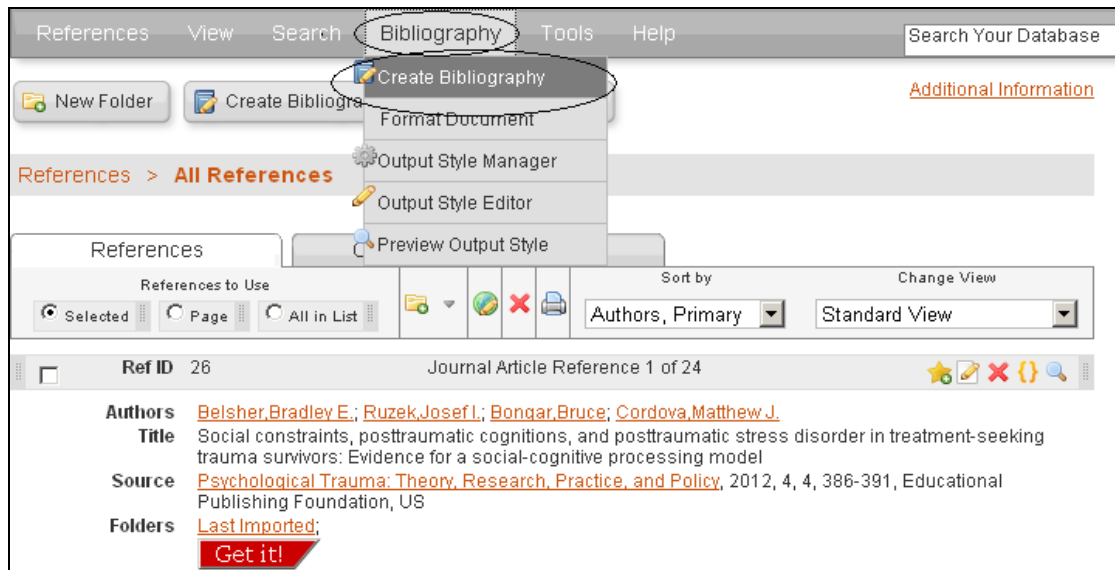 References View Search Bibliography Tools Help Search Your Database
Create Bibliography
New Folder Create Bibliogra Additional Information
Format Document
Output Style Manager
References > All References
Output Style Editor
Preview Output Style
References
References to Use Sort by Change View
Selected Page All in List Authors, Primary Standard View
Ref ID 26 Journal Article Reference 1 of 24
Authors Belsher,Bradley E.; Ruzek,Josef I.; Bongar,Bruce; Cordova,Matthew J.
Title Social constraints, posttraumatic cognitions, and posttraumatic stress disorder in treatment-seeking
trauma survivors: Evidence for a social-cognitive processing model
Source Psychological Trauma: Theory, Research, Practice, and Policy, 2012, 4, 4, 386-391, Educational
Publishing Foundation, US
Folders Last Imported;
Get it!